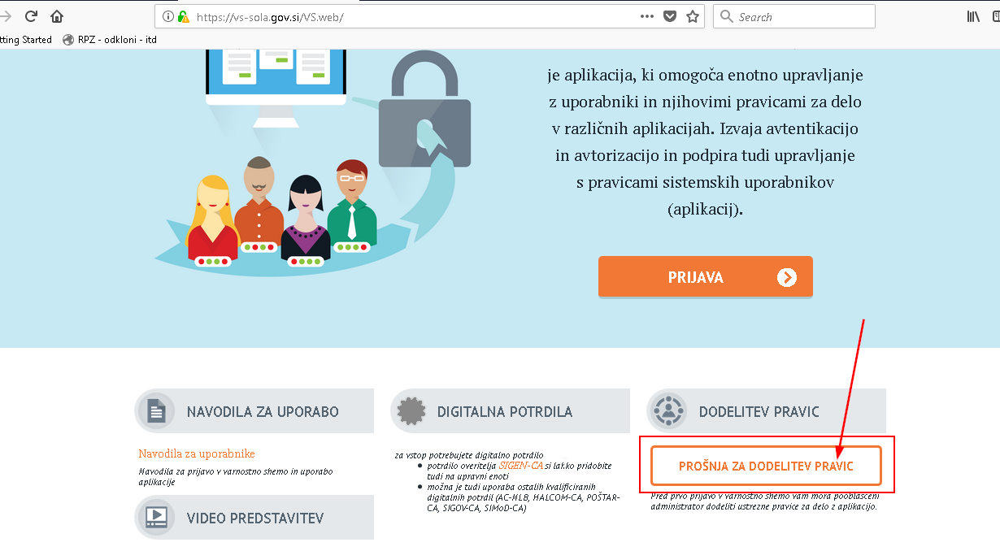 https://vs-sola.gov.si/VS.web/
Search
tting Started
RPZ - odkloni - itd
je aplikacija, ki omogoča enotno upravljanje
z uporabniki in njihovimi pravicami za delo
v različnih aplikacijah. Izvaja avtentikacijo
in avtorizacijo in podpira tudi upravljanje
s pravicami sistemskih uporabnikov
(aplikacij).
PRIJAVA
NAVODILA ZA UPORABO
Navodila za uporabnike
Navodila za prijavo v varnostno shemo in uporabo
aplikacije
VIDEO PREDSTAVITEV
DIGITALNA POTRDILA
za vstop potrebujete digitalno potrdilo
potrdilo overitelja SIGEN-CA si lahko pridobite
tudi na upravni enoti
možna je tudi uporaba ostalih kvalificiranih
digitalnih potrdil (AC-NLB, HALCOM-CA, POŠTAR-
CA, SIGOV-CA, SIMoD-CA)
DODELITEV PRAVIC
PROŠNJA ZA DODELITEV PRAVIC
Pred prvo prijavo v varnostno shemo vam mora pooblaščeni
administrator dodeliti ustrezne pravice za delo z aplikacijo.